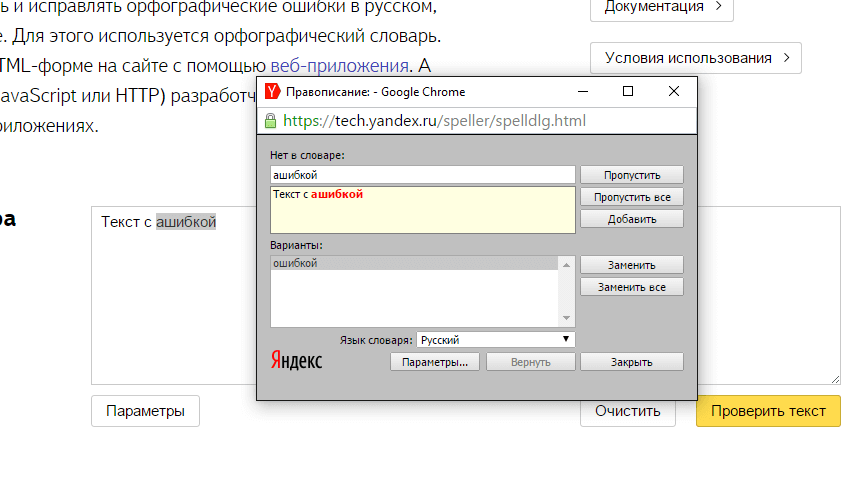 ь и исправлять орфографические ошибки в русском,
е. Для этого используется орфографический словарь.
TML-форме на сайте с помощью веб-приложения. А
avaScript или HTTP) разработч
риложениях.
Документация
Условия использования
Правописание: - Google Chrome
https://tech.yandex.ru/speller/spelldlg.html
Нет в словаре:
ашибкой
Пропустить
Текст с ашибкой
Пропустить все
Добавить
Варианты:
ошибкой
Заменить
Заменить все
Язык словаря: Русский
Яндекс
Параметры...
Вернуть
Закрыть
ра
Текст с ашибкой
Параметры
Очистить
Проверить текст